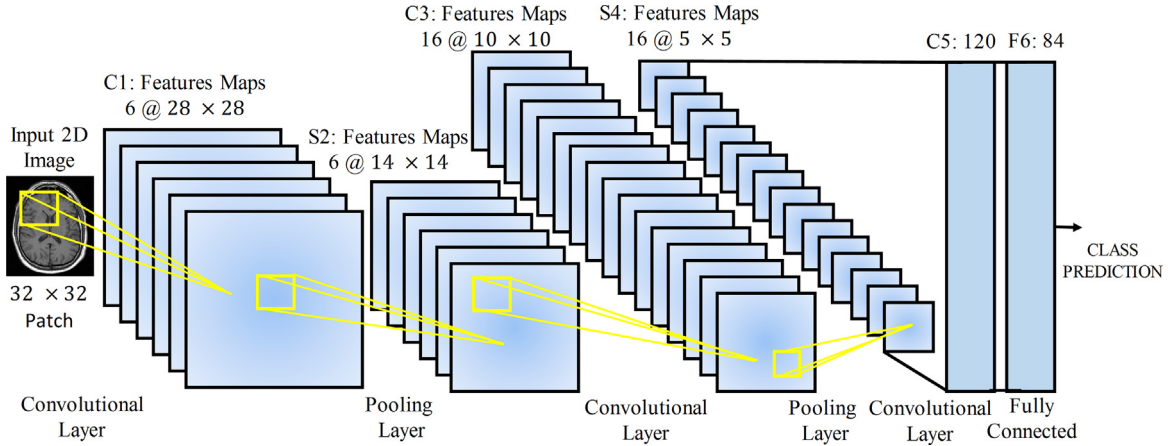 C3: Features Maps
16 @ 10 × 10
S4: Features Maps
16 @ 5 × 5
C5: 120
F6: 84
C1: Features Maps
6 @ 28 × 28
Input 2D
Image
S2: Features Maps
6 @ 14 × 14
32 × 32
Patch
CLASS
PREDICTION
Convolutional
Layer
Pooling
Layer
Convolutional
Layer
Pooling
Layer
Convolutional
Layer
Fully
Connected